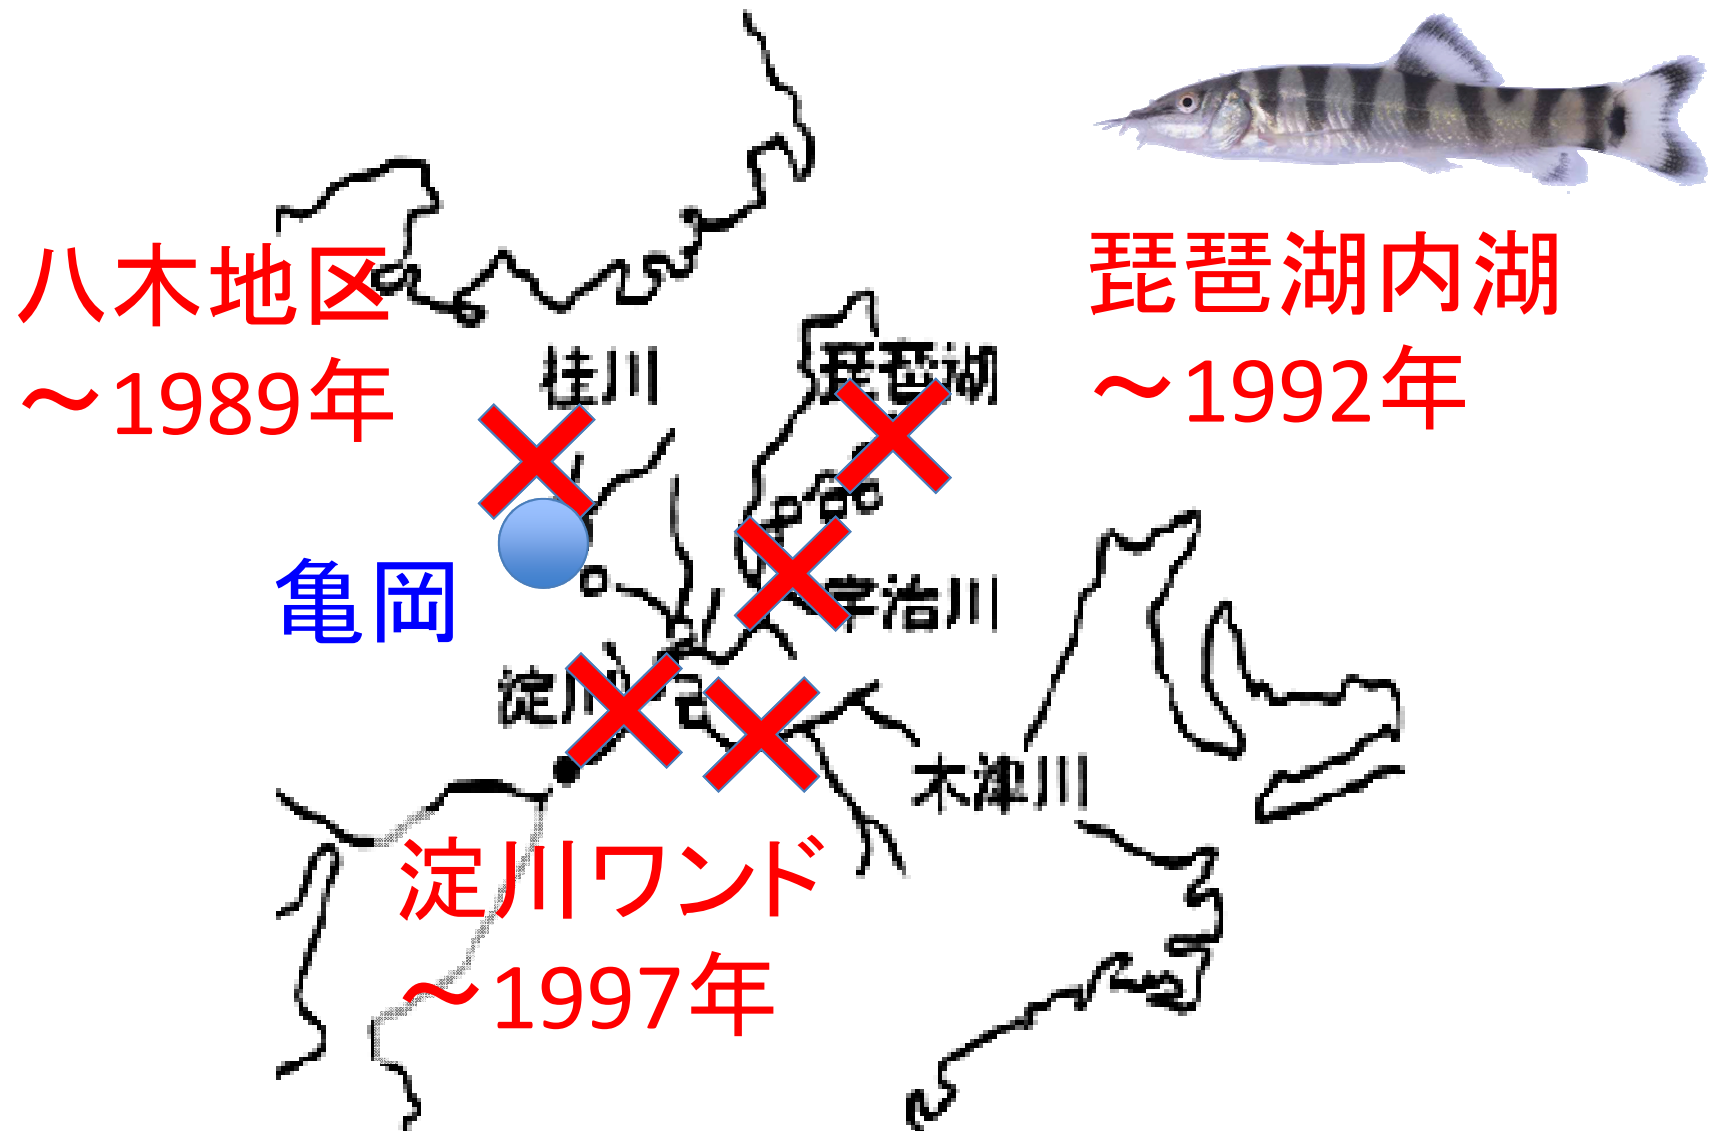 八木地区
～1989年
琵琶湖内湖
～1992年
桂川
琵琶湖
亀岡
宇治川
淀川
木津川
淀川ワンド
～1997年